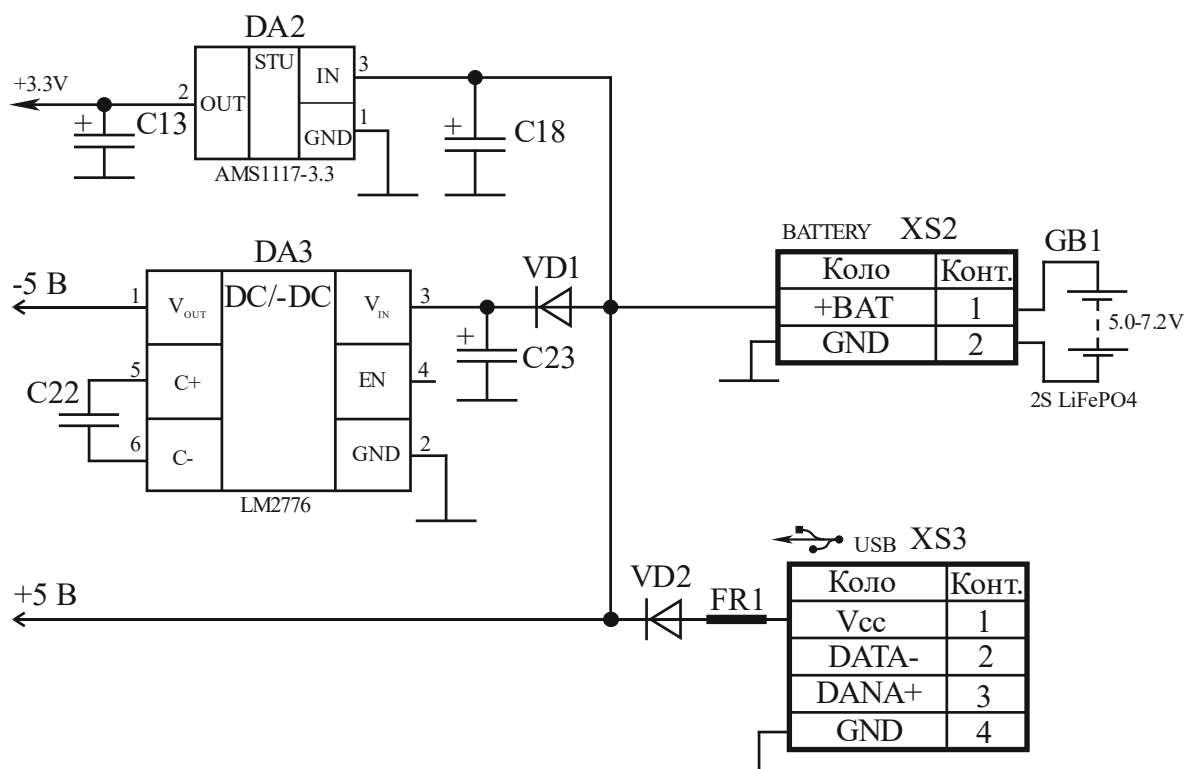 DA2
+3.3V
2
OUT
STU
IN
3
GND
1
+
C13
+
C18
AMS1117-3.3
DA3
-5 В
1
VOUT
DC/-DC
VIN
3
VD1
+
C23
C22
5
C+
EN
4
6
C-
GND
2
LM2776
BATTERY XS2
Коло Конт.
+BAT 1
GND 2
GB1
5.0-7.2V
2S LiFePO4
+5 В
VD2
FR1
USB XS3
Коло Конт.
Vcc 1
DATA- 2
DANA+ 3
GND 4